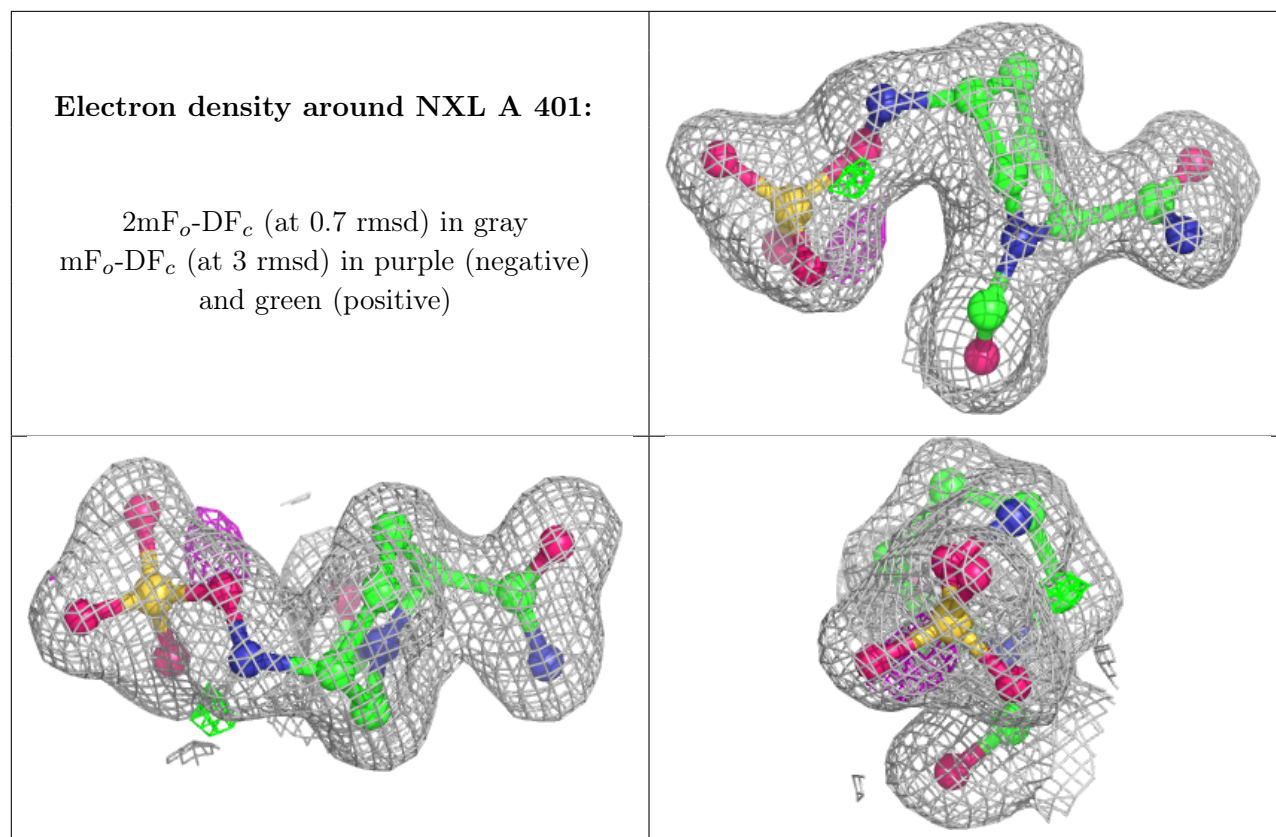 Electron density around NXL A 401:
2mFo-DFc (at 0.7 rmsd) in gray
mFo-DFc (at 3 rmsd) in purple (negative)
and green (positive)